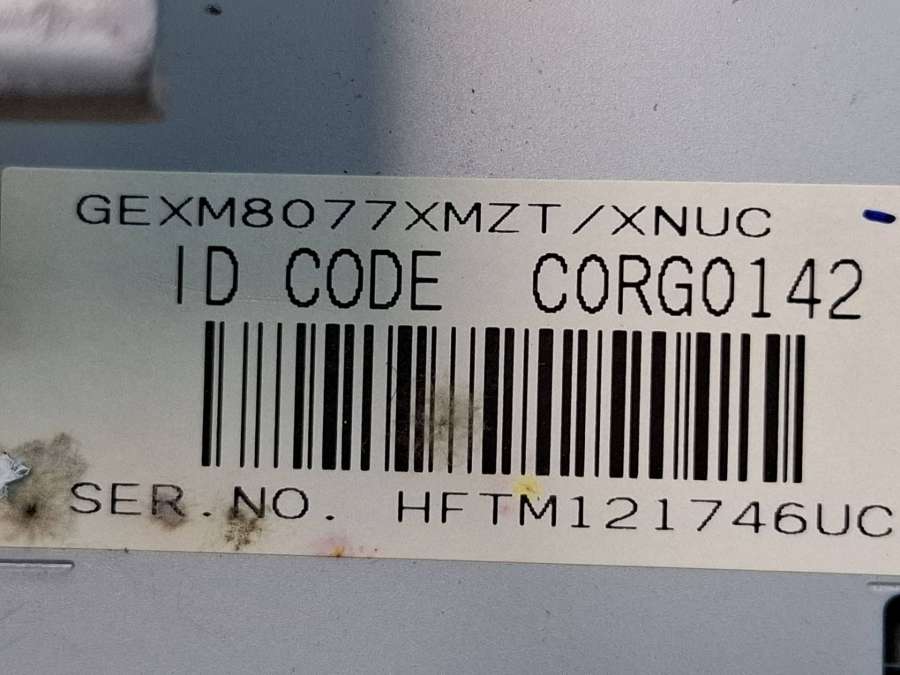 GEXM8077XMZT/XNUC
ID CODE CORG0142
SER.NO. HFTM121746UC